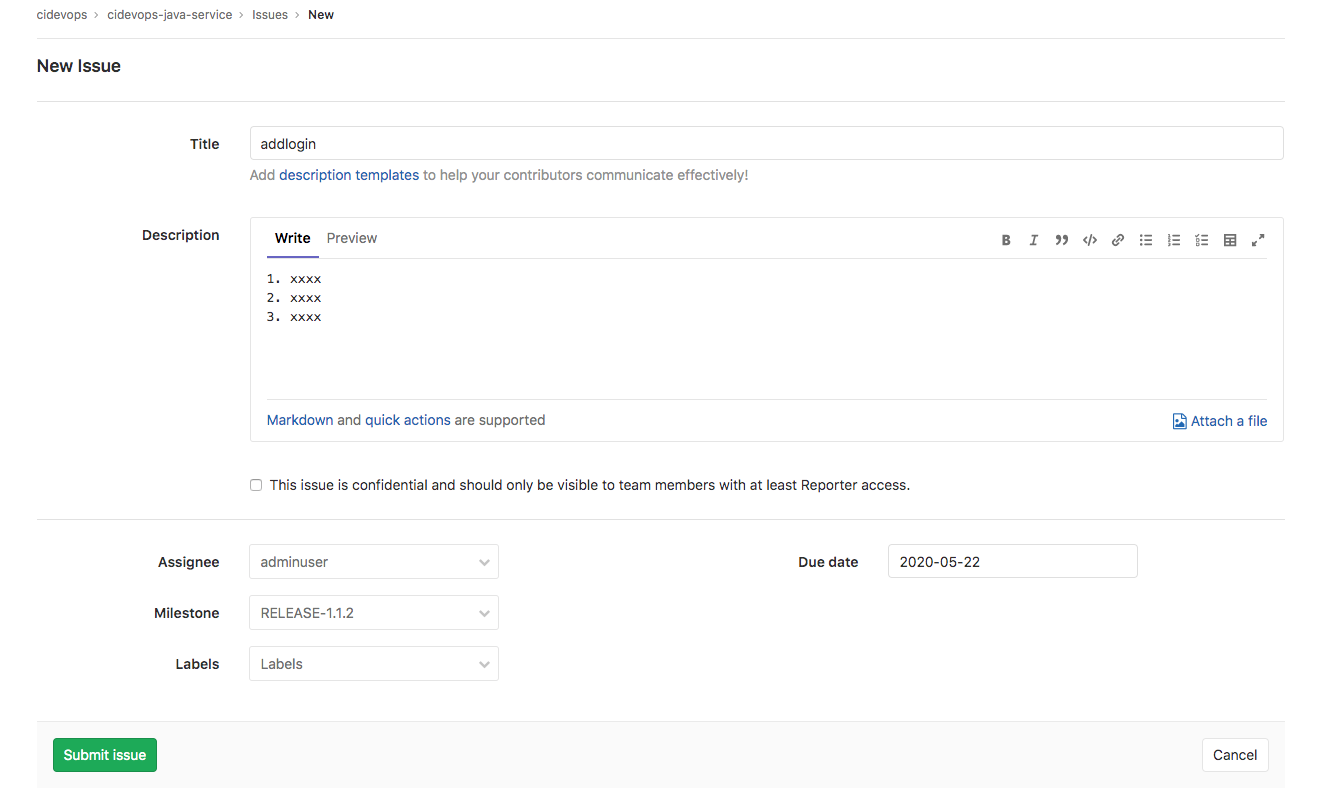 cidevops › cidevops-java-service › Issues › New
New Issue
Title
addlogin
Add description templates to help your contributors communicate effectively!
Description
Write Preview
1. xxxx
2. xxxx
3. xxxx
Markdown and quick actions are supported
Attach a file
This issue is confidential and should only be visible to team members with at least Reporter access.
Assignee
adminuser
Due date
2020-05-22
Milestone
RELEASE-1.1.2
Labels
Labels
Submit issue
Cancel